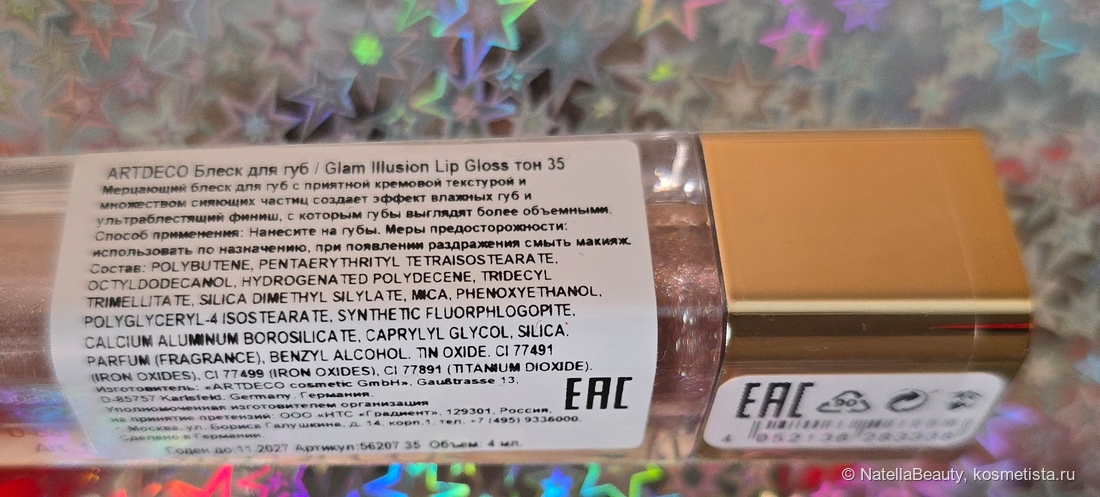 ARTDECO Блеск для губ / Glam Illusion Lip Gloss тон 35
Мерцающий блеск для губ с приятной кремовой текстурой и
множеством сияющих частиц создает эффект влажных губ и
ультраблестящий финиш, с которым губы выглядят более объемными.
Способ применения: Нанесите на губы. Меры предосторожности:
использовать по назначению, при появлении раздражения смыть макияж.
Состав: POLYBUTENE, PENTAERYTHRITYL TETRAISOSTEARATE,
OCTYLDODECANOL, HYDROGENATED POLYDECENE, TRIDECYL
TRIMELLITATE, SILICA DIMETHYL SILYLATE, MICA, PHENOXYETHANOL,
POLYGLYCERYL-4 ISOSTEARATE, SYNTHETIC FLUORPHLOGOPITE,
CALCIUM ALUMINUM BOROSILICATE, CAPRYLYL GLYCOL, SILICA,
PARFUM (FRAGRANCE), BENZYL ALCOHOL, TIN OXIDE. CI 77491
(IRON OXIDES), CI 77499 (IRON OXIDES), CI 77891 (TITANIUM DIOXIDE).
Изготовитель: «ARTDECO cosmetic GmbH», Gaußtrasse 13,
D-85757 Karlsfeld, Germany, Германия.
Уполномоченная изготовителем организация
на принятие претензий: ООО «НТС «Градиент», 129301, Россия,
г. Москва, ул. Бориса Галушкина, д. 14, корп.1, тел. +7 (495) 9336000.
Сделано в Германии.
Годен до:11.2027 Артикул:56207 35 Объем: 4 мл.
EAC
EAC
90
© NatellaBeauty, kosmetista.ru